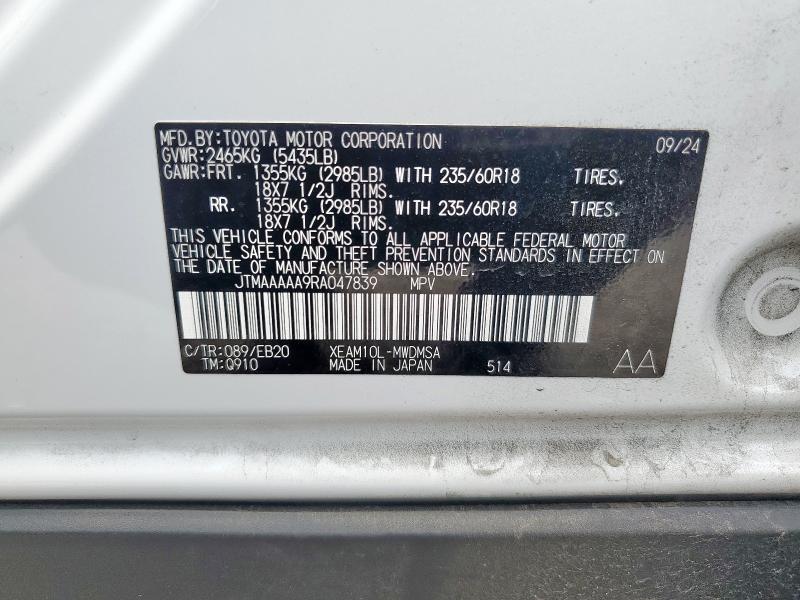 MFD.BY:TOYOTA MOTOR CORPORATION 09/24
GVWR:2465KG (5435LB)
GAWR:FRT. 1355KG (2985LB) WITH 235/60R18 TIRES.
18X7 1/2J RIMS.
RR. 1355KG (2985LB) WITH 235/60R18 TIRES.
18X7 1/2J RIMS.
THIS VEHICLE CONFORMS TO ALL APPLICABLE FEDERAL MOTOR
VEHICLE SAFETY AND THEFT PREVENTION STANDARDS IN EFFECT ON
THE DATE OF MANUFACTURE SHOWN ABOVE.
JTMAAAAA9RA047839 MPV
C/TR:089/EB20 XEAM10L-MWDMSA
TM:Q910 MADE IN JAPAN 514 AA